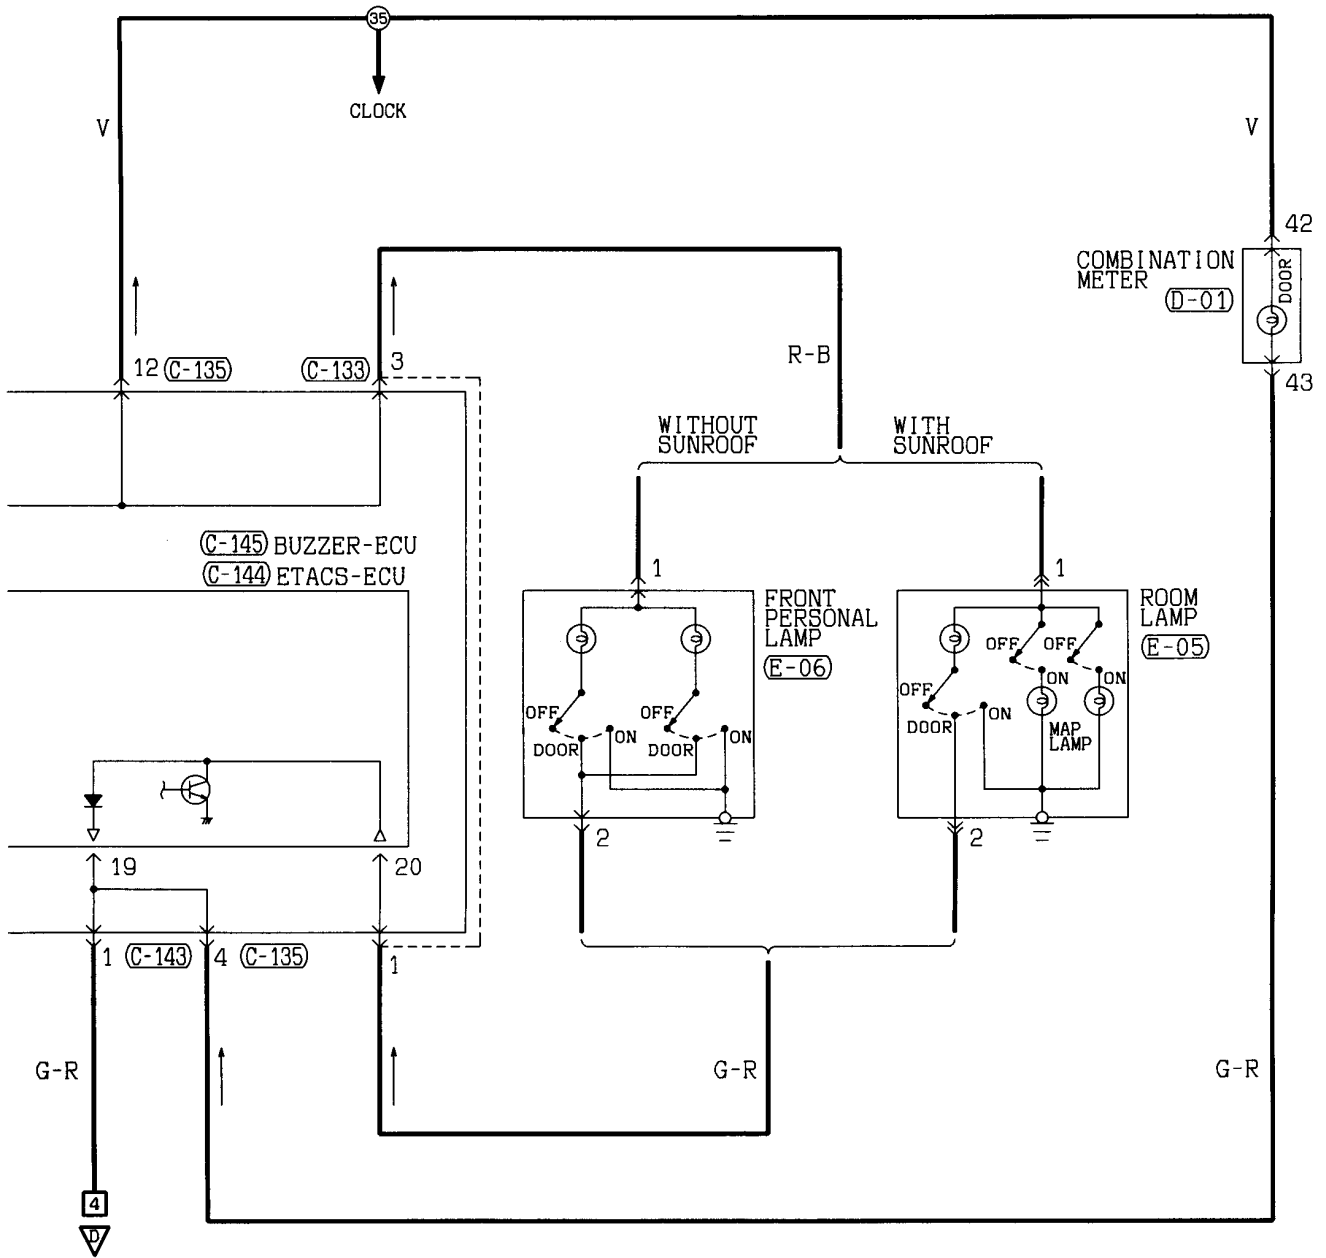 35
CLOCK
V
V
42
COMBINATION
METER
D-01
DOOR
43
12
C-135
C-133
3
R-B
WITHOUT
SUNROOF
WITH
SUNROOF
C-145 BUZZER-ECU
C-144 ETACS-ECU
1
1
FRONT
PERSONAL
LAMP
E-06
ROOM
LAMP
E-05
OFF
OFF
ON
ON
OFF
OFF
OFF
DOOR
ON
DOOR
ON
DOOR
ON
MAP
LAMP
2
2
19
20
1
C-143
4
C-135
1
G-R
G-R
G-R
4
D